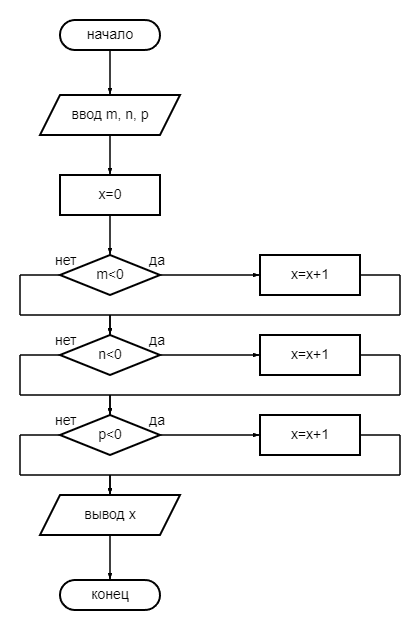 начало
ввод m, n, p
x=0
нет
да
m<0
x=x+1
нет
да
n<0
x=x+1
нет
да
p<0
x=x+1
вывод x
конец